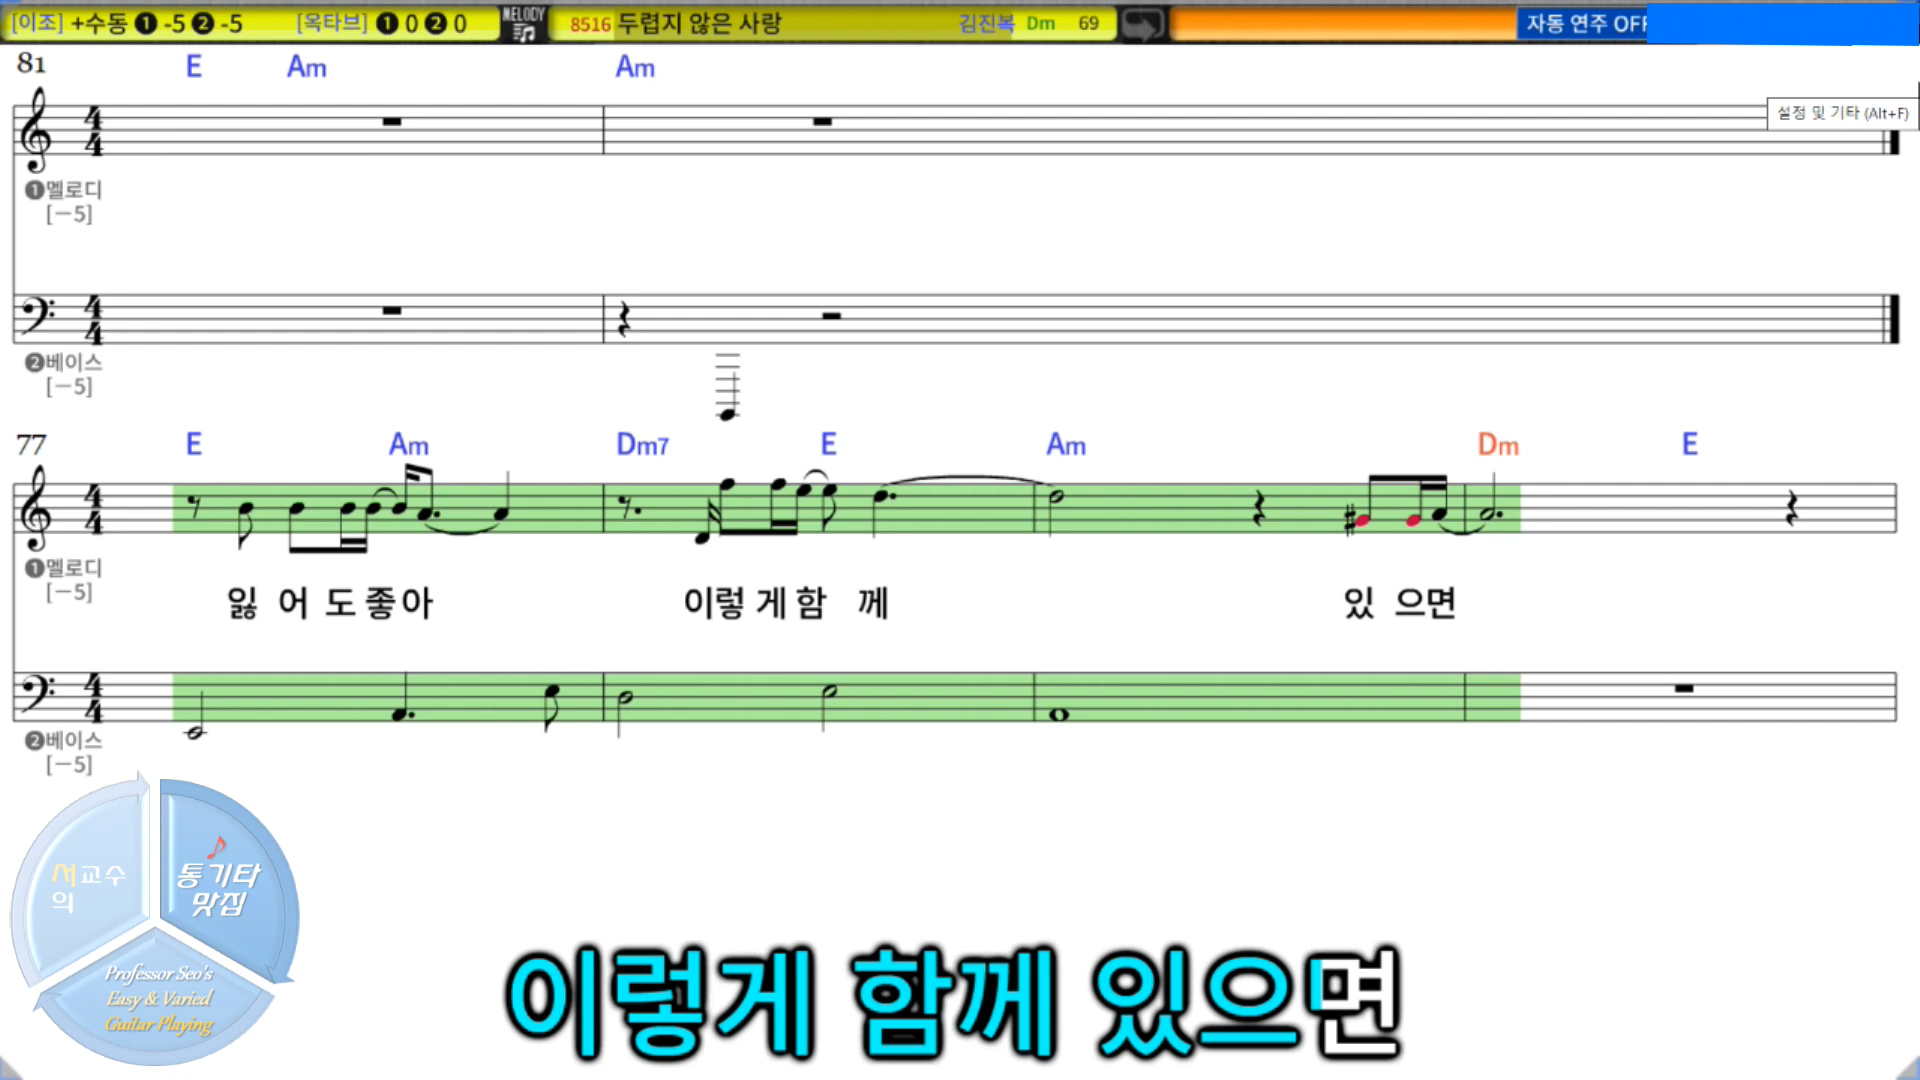 [이조] +수동 ❶ -5 ❷ -5 [옥타브] ❶ 0 ❷ 0 MELODY 8516 두렵지 않은 사랑 김진복 Dm 69 자동 연주 OFF
81 E Am Am
설정 및 기타 (Alt+F)
❶멜로디
[-5]
❷베이스
[-5]
77 E Am Dm7 E Am Dm E
❶멜로디
[-5]
잃 어 도 좋 아 이렇 게 함 께 있 으면
❷베이스
[-5]
서교수의
통기타 맛집
Professor Seo's
Easy & Varied
Guitar Playing
이렇게 함께 있으면